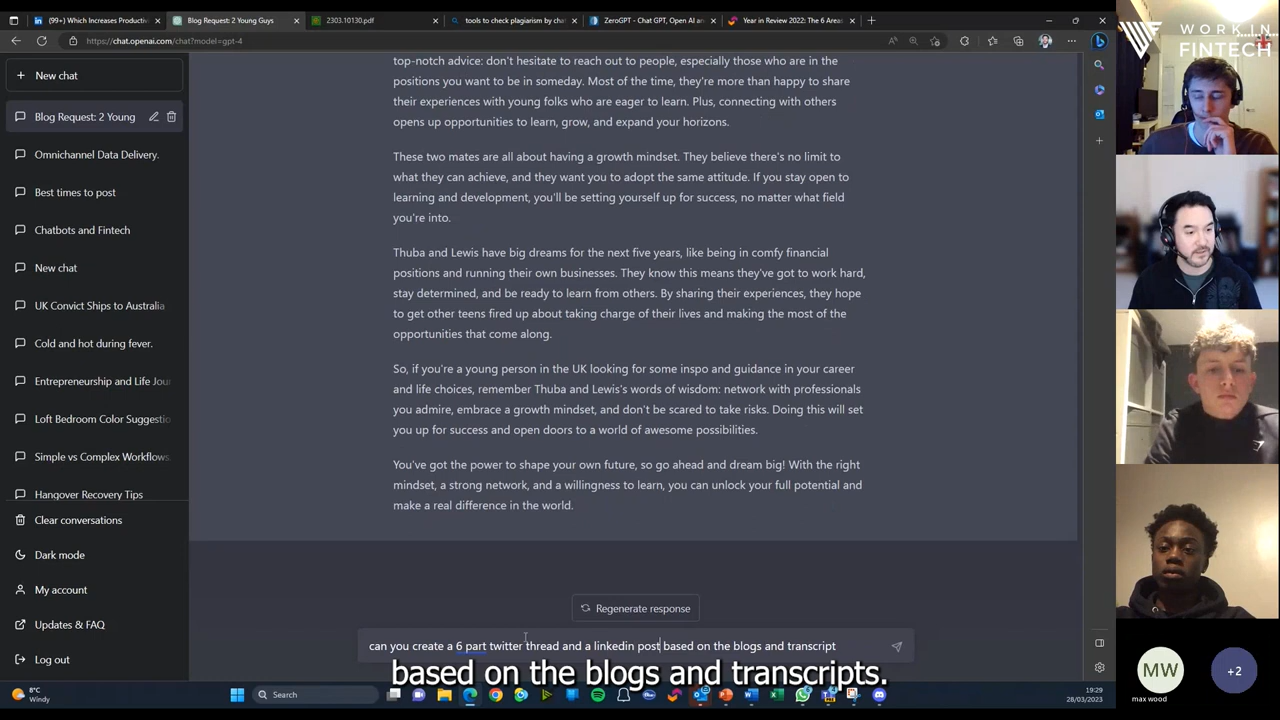 (99+) Which Increases Productivi
Blog Request: 2 Young Guys
2303.10130.pdf
tools to check plagiarism by chat
ZeroGPT - Chat GPT, Open AI an
Year in Review 2022: The 6 Area
https://chat.openai.com/chat?model=gpt-4
WORK IN
FINTECH
New chat
Blog Request: 2 Young
Omnichannel Data Delivery.
Best times to post
Chatbots and Fintech
New chat
UK Convict Ships to Australia
Cold and hot during fever.
Entrepreneurship and Life Jour
Loft Bedroom Color Suggestio
Simple vs Complex Workflows.
Hangover Recovery Tips
Clear conversations
Dark mode
My account
Updates & FAQ
Log out
top-notch advice: don't hesitate to reach out to people, especially those who are in the
positions you want to be in someday. Most of the time, they're more than happy to share
their experiences with young folks who are eager to learn. Plus, connecting with others
opens up opportunities to learn, grow, and expand your horizons.
These two mates are all about having a growth mindset. They believe there's no limit to
what they can achieve, and they want you to adopt the same attitude. If you stay open to
learning and development, you'll be setting yourself up for success, no matter what field
you're into.
Thuba and Lewis have big dreams for the next five years, like being in comfy financial
positions and running their own businesses. They know this means they've got to work hard,
stay determined, and be ready to learn from others. By sharing their experiences, they hope
to get other teens fired up about taking charge of their lives and making the most of the
opportunities that come along.
So, if you're a young person in the UK looking for some inspo and guidance in your career
and life choices, remember Thuba and Lewis's words of wisdom: network with professionals
you admire, embrace a growth mindset, and don't be scared to take risks. Doing this will set
you up for success and open doors to a world of awesome possibilities.
You've got the power to shape your own future, so go ahead and dream big! With the right
mindset, a strong network, and a willingness to learn, you can unlock your full potential and
make a real difference in the world.
Regenerate response
can you create a 6 part twitter thread and a linkedin post based on the blogs and transcript
based on the blogs and transcripts.
MW
max wood
+2
8°C
Windy
Search
19:29
28/03/2023